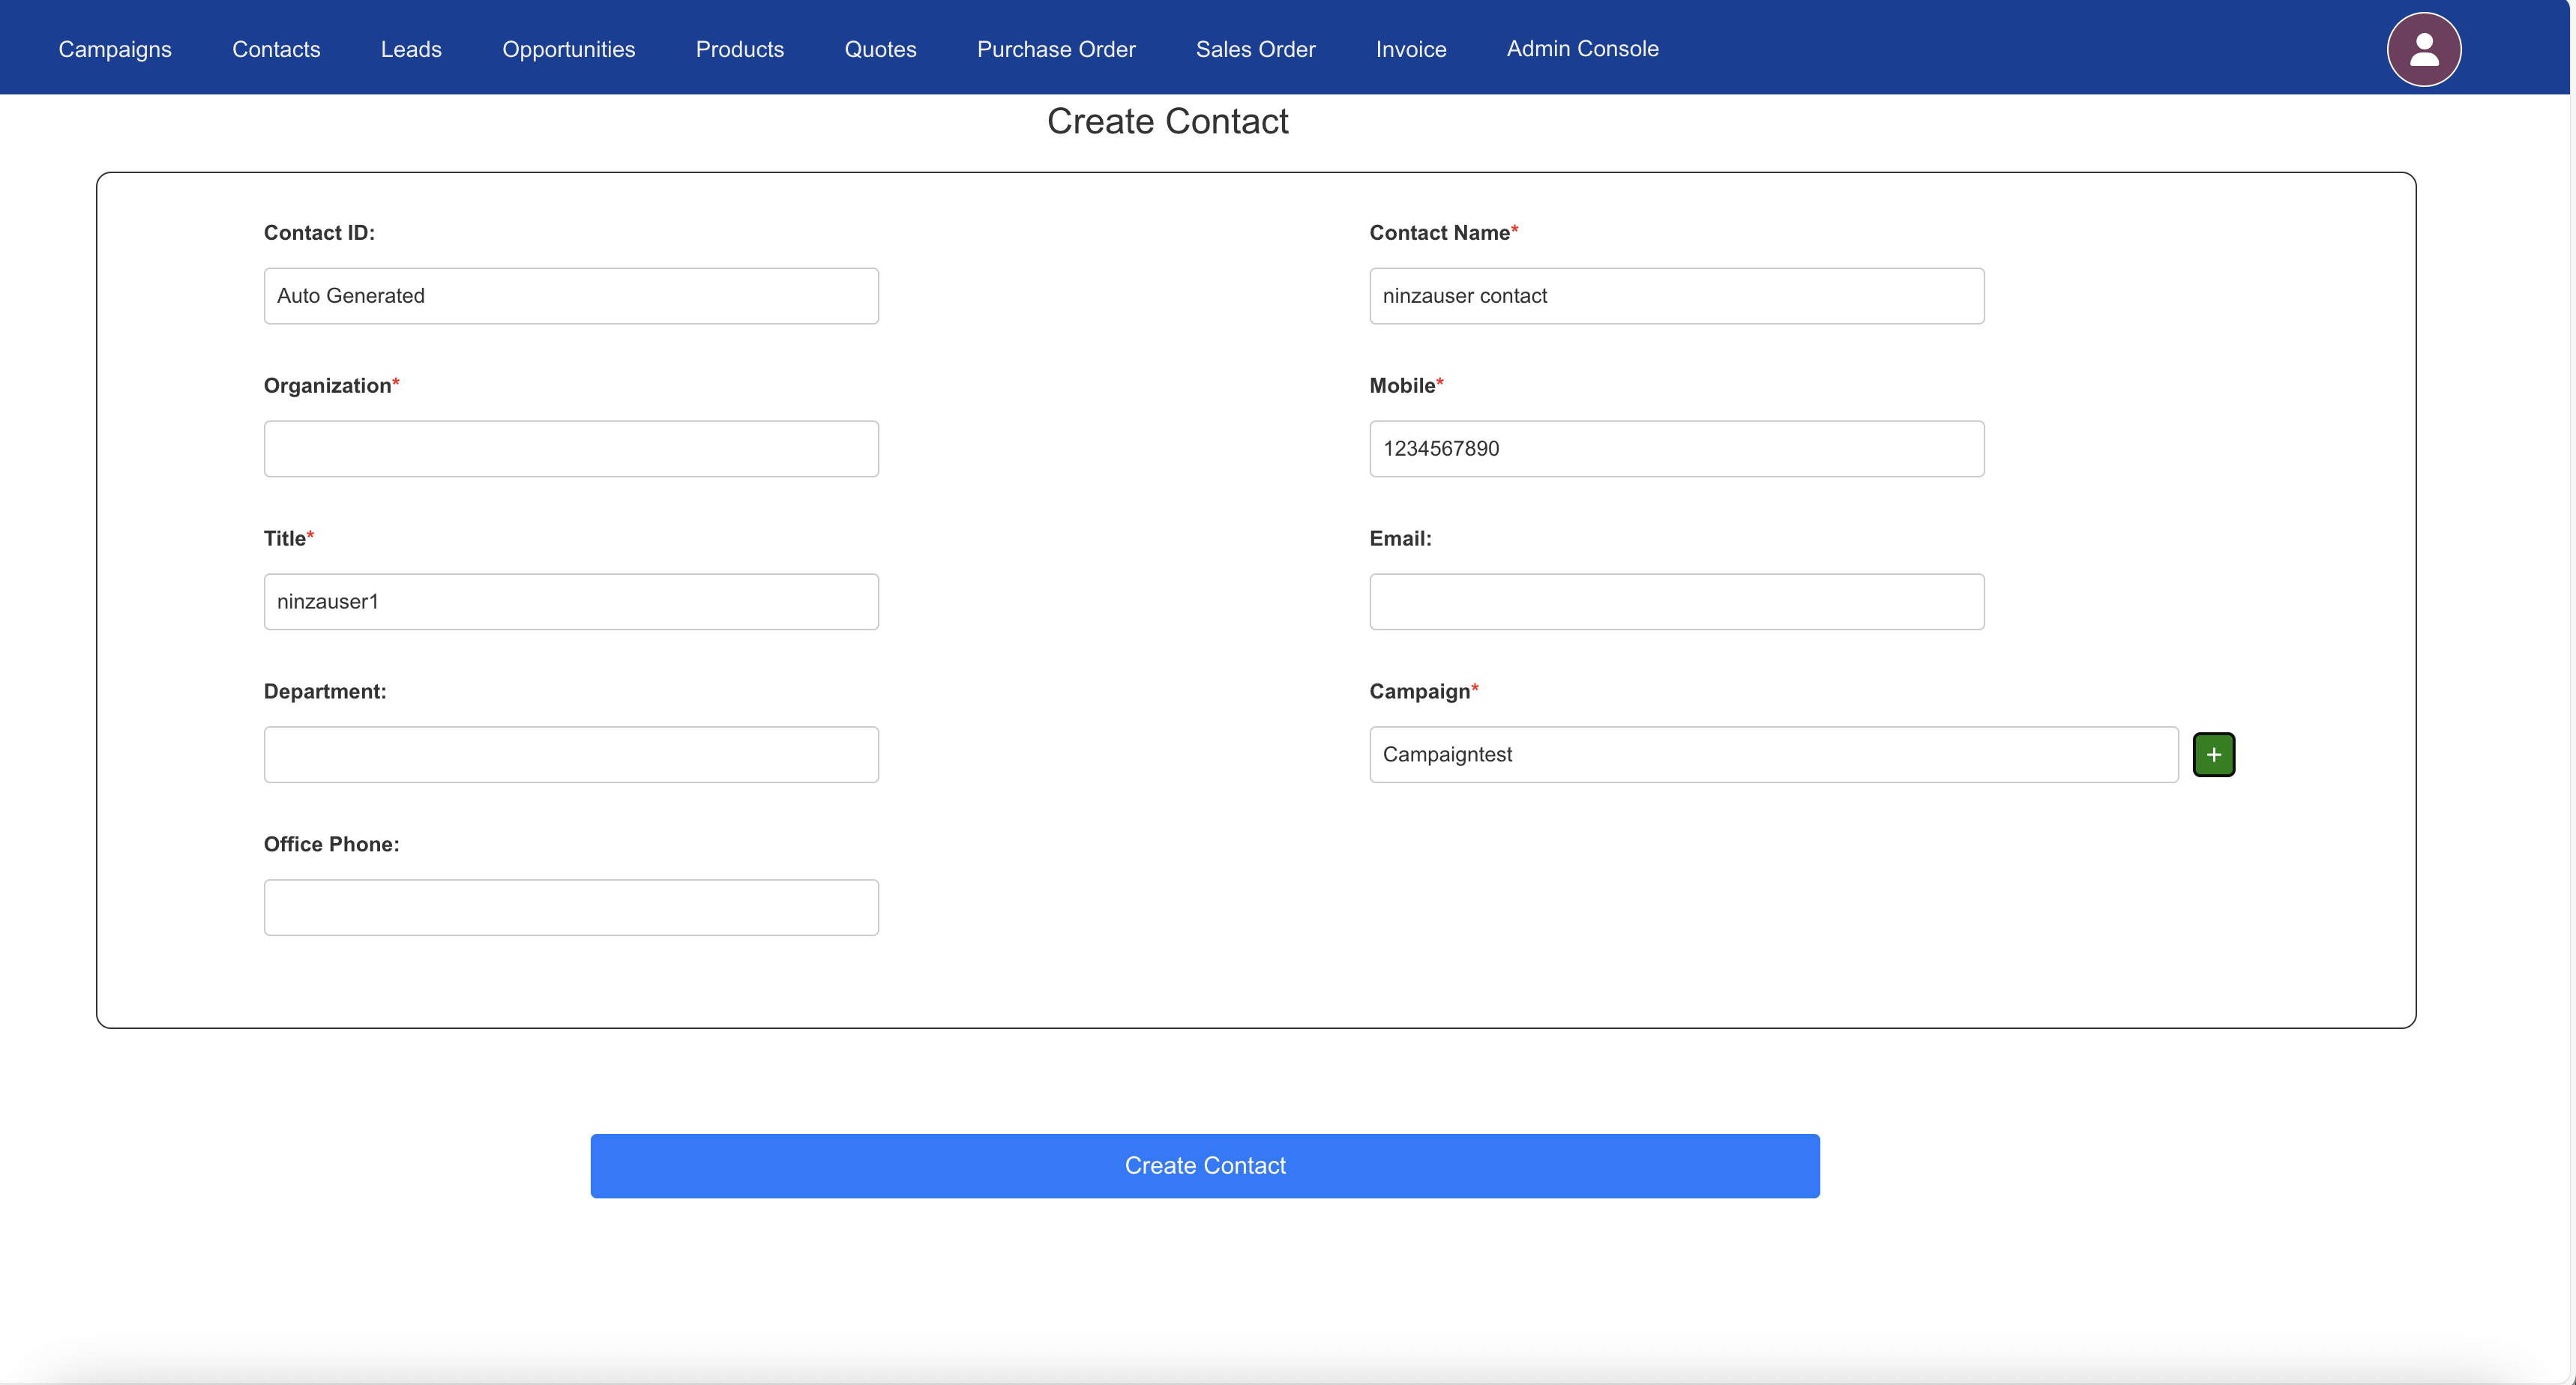 Campaigns Contacts Leads Opportunities Products Quotes Purchase Order Sales Order Invoice Admin Console
Create Contact
Contact ID:
Auto Generated
Contact Name*
ninzauser contact
Organization*
Mobile*
1234567890
Title*
ninzauser1
Email:
Department:
Campaign*
Campaigntest
+
Office Phone:
Create Contact